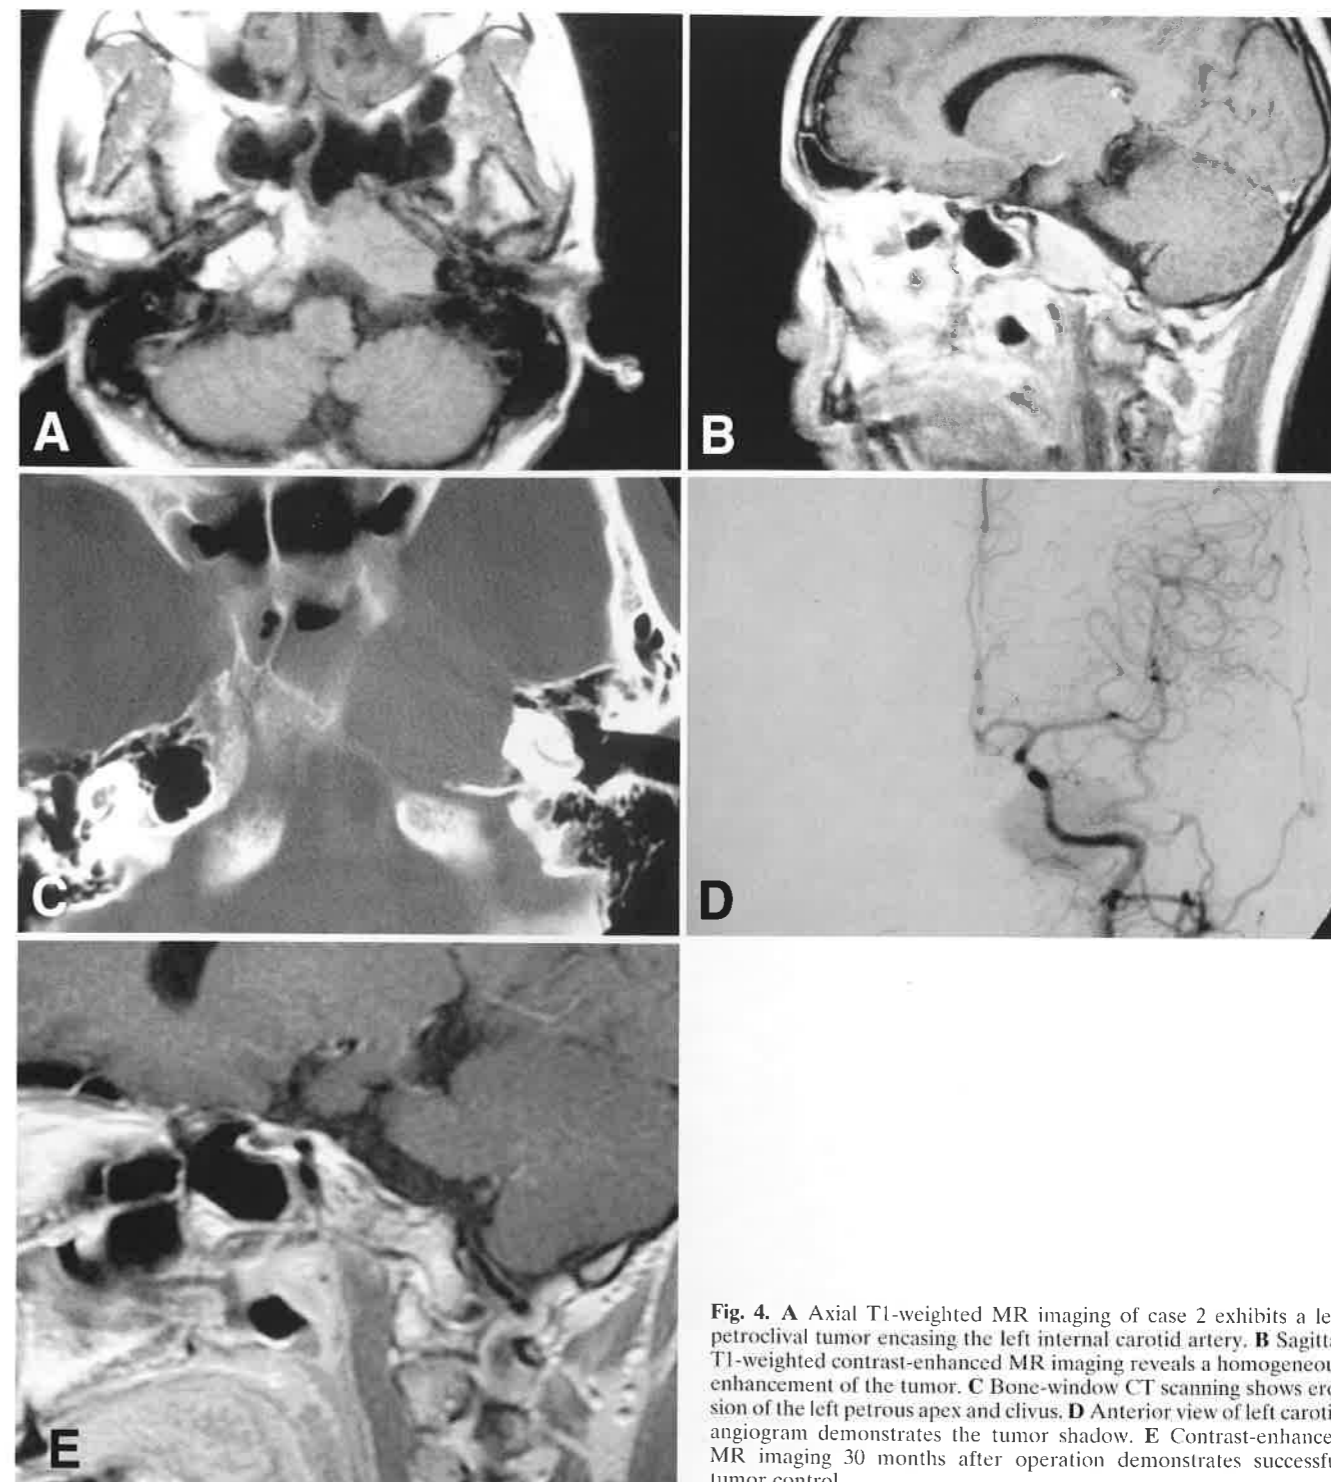 A
B
C
D
E
Fig. 4. A Axial T1-weighted MR imaging of case 2 exhibits a le
petroclival tumor encasing the left internal carotid artery. B Sagitt
T1-weighted contrast-enhanced MR imaging reveals a homogeneou
enhancement of the tumor. C Bone-window CT scanning shows ero
sion of the left petrous apex and clivus. D Anterior view of left caroti
angiogram demonstrates the tumor shadow. E Contrast-enhance
MR imaging 30 months after operation demonstrates successfu
tumor control